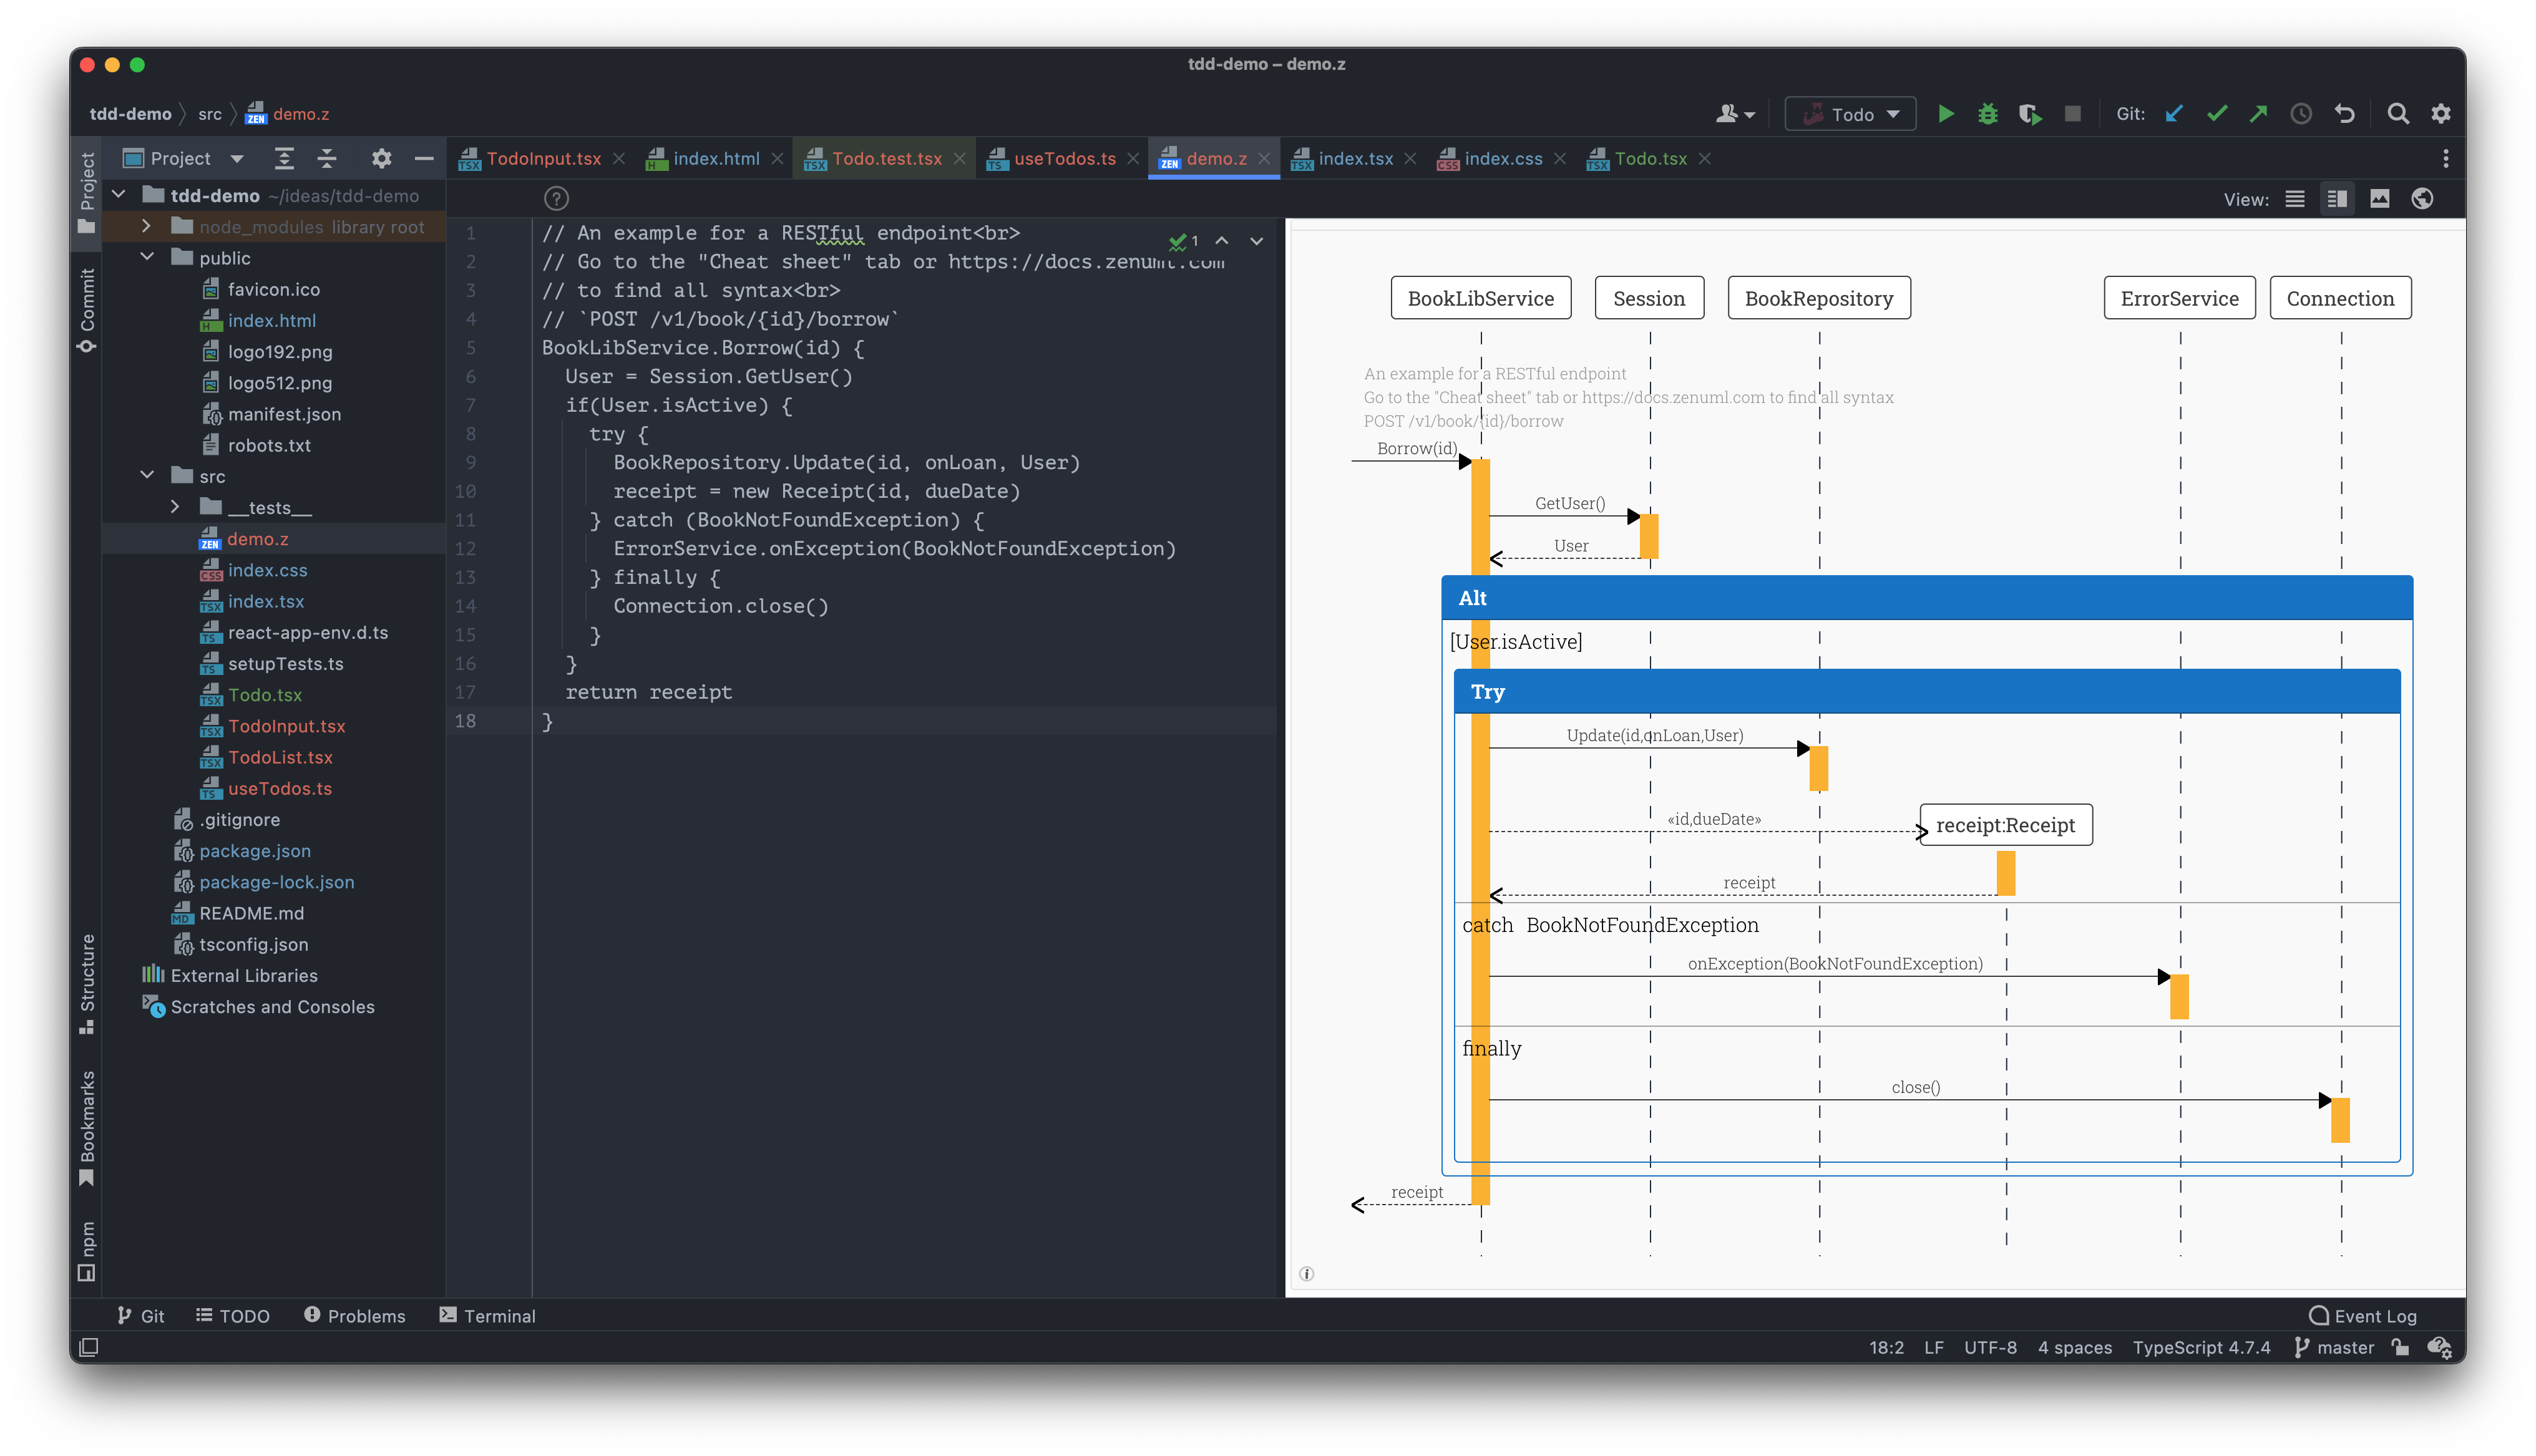 tdd-demo – demo.z
tdd-demo src demo.z
Todo
Git:
Project
TodoInput.tsx index.html Todo.test.tsx useTodos.ts demo.z index.tsx index.css Todo.tsx
View:
Project
Commit
Structure
Bookmarks
npm
tdd-demo ~/ideas/tdd-demo
node_modules library root
public
favicon.ico
index.html
logo192.png
logo512.png
manifest.json
robots.txt
src
__tests__
demo.z
index.css
index.tsx
react-app-env.d.ts
setupTests.ts
Todo.tsx
TodoInput.tsx
TodoList.tsx
useTodos.ts
.gitignore
package.json
package-lock.json
README.md
tsconfig.json
External Libraries
Scratches and Consoles
1 // An example for a RESTful endpoint<br>
2 // Go to the "Cheat sheet" tab or https://docs.zenuml.com
3 // to find all syntax<br>
4 // `POST /v1/book/{id}/borrow`
5 BookLibService.Borrow(id) {
6 User = Session.GetUser()
7 if(User.isActive) {
8 try {
9 BookRepository.Update(id, onLoan, User)
10 receipt = new Receipt(id, dueDate)
11 } catch (BookNotFoundException) {
12 ErrorService.onException(BookNotFoundException)
13 } finally {
14 Connection.close()
15 }
16 }
17 return receipt
18 }
1
BookLibService Session BookRepository ErrorService Connection
An example for a RESTful endpoint
Go to the "Cheat sheet" tab or https://docs.zenuml.com to find all syntax
POST /v1/book/{id}/borrow
Borrow(id)
GetUser()
User
Alt
[User.isActive]
Try
Update(id,onLoan,User)
«id,dueDate»
receipt:Receipt
receipt
catch BookNotFoundException
onException(BookNotFoundException)
finally
close()
receipt
Git TODO Problems Terminal Event Log
18:2 LF UTF-8 4 spaces TypeScript 4.7.4 master